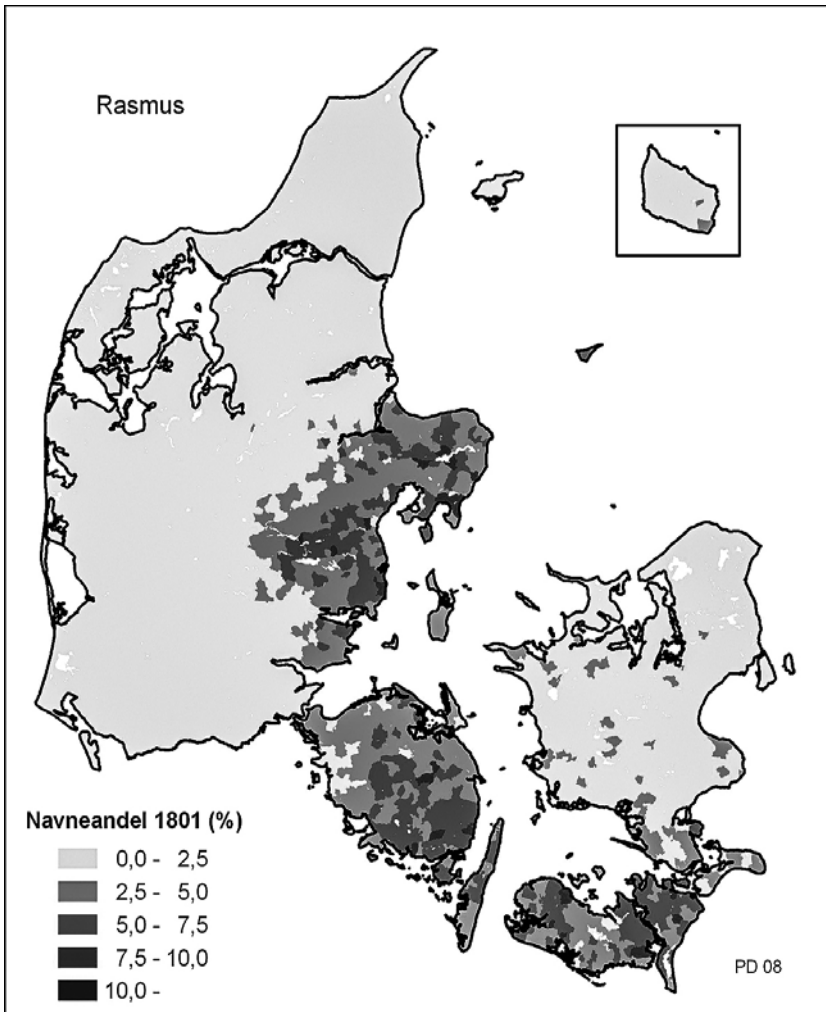 Rasmus
Navneandel 1801 (%)
0,0 - 2,5
2,5 - 5,0
5,0 - 7,5
7,5 - 10,0
10,0 -
PD 08